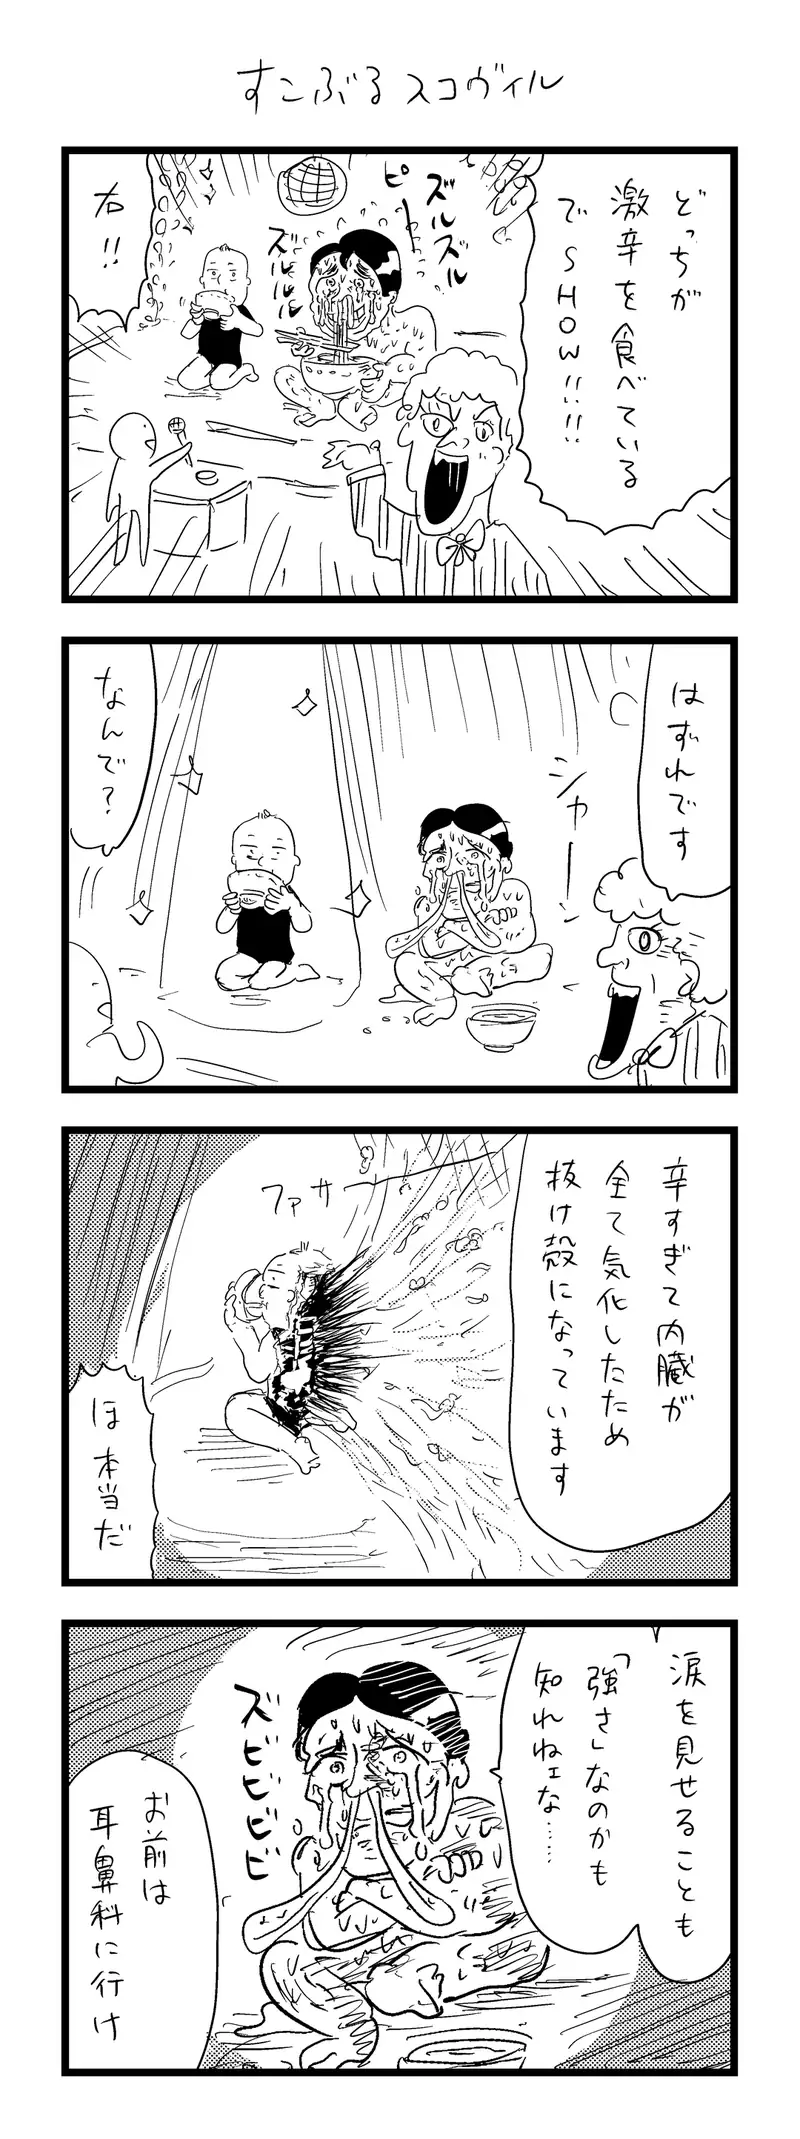 すこぶるスコヴィル
どっちが
激辛を食べている
でSHOW!!!!
ズルズル
ピーーー
ズルルルル
右!!
はずれです
シャーン
なんで?
辛すぎて内臓が
全て気化したため
抜け殻になっています
ファサーーー
ほ本当だ
涙を見せることも
「強さ」なのかも
知れねェな……
ズビビビビ
お前は
耳鼻科に行け